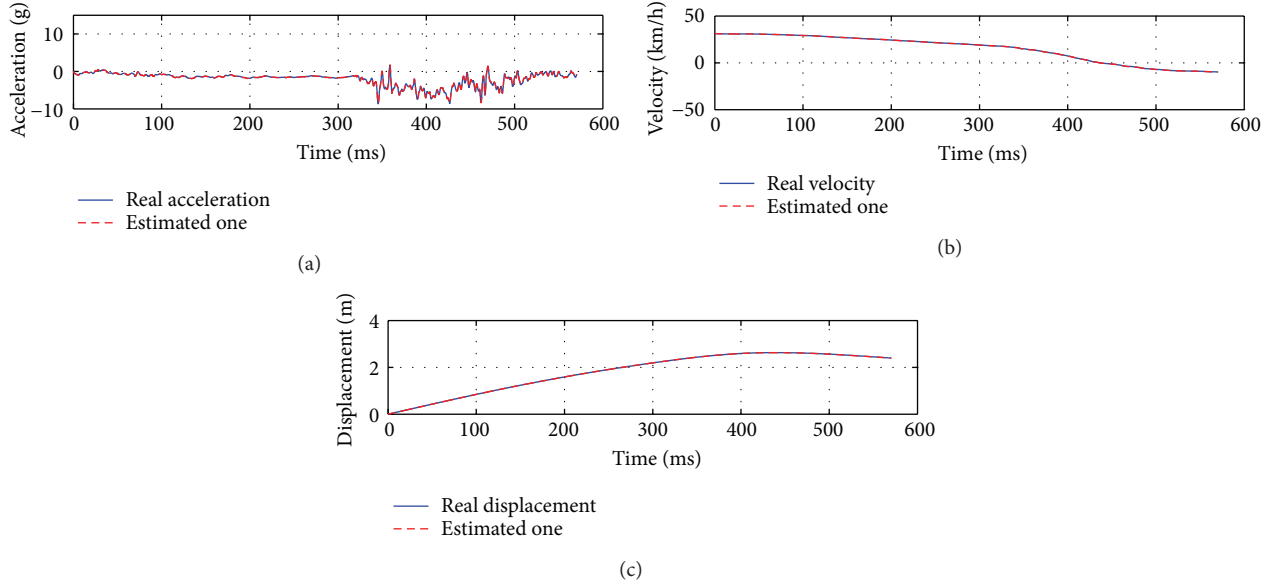 Acceleration (g)
10
0
−10
0
100
200
300
400
500
600
Time (ms)
Real acceleration
Estimated one
(a)
Velocity (km/h)
50
0
−50
0
100
200
300
400
500
600
Time (ms)
Real velocity
Estimated one
(b)
Displacement (m)
4
2
0
0
100
200
300
400
500
600
Time (ms)
Real displacement
Estimated one
(c)